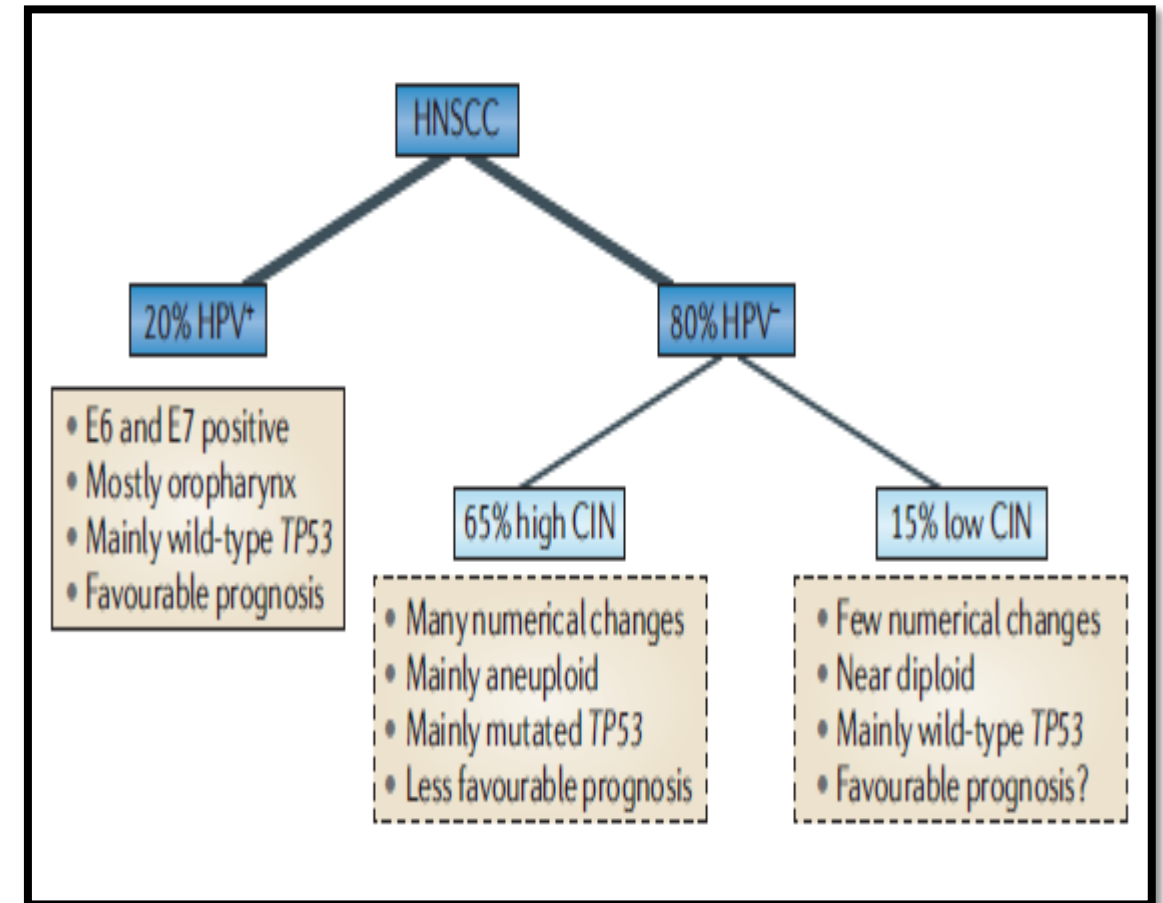 HNSCC
20% HPV⁺
80% HPV⁻
• E6 and E7 positive
• Mostly oropharynx
• Mainly wild-type TP53
• Favourable prognosis
65% high CIN
15% low CIN
• Many numerical changes
• Mainly aneuploid
• Mainly mutated TP53
• Less favourable prognosis
• Few numerical changes
• Near diploid
• Mainly wild-type TP53
• Favourable prognosis?